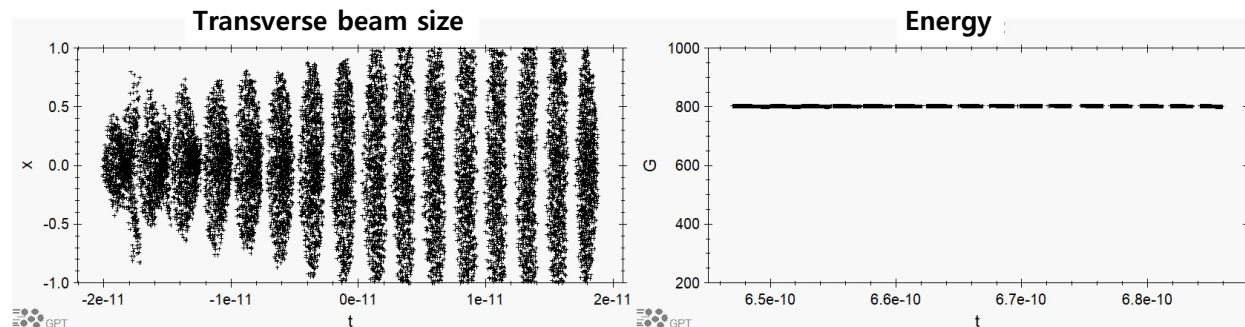 Transverse beam size
1.0
0.5
0.0
-0.5
-1.0
x
-2e-11 -1e-11 0e-11 1e-11 2e-11
t
GPT
Energy
1000
800
600
400
200
G
6.5e-10 6.6e-10 6.7e-10 6.8e-10
t
GPT